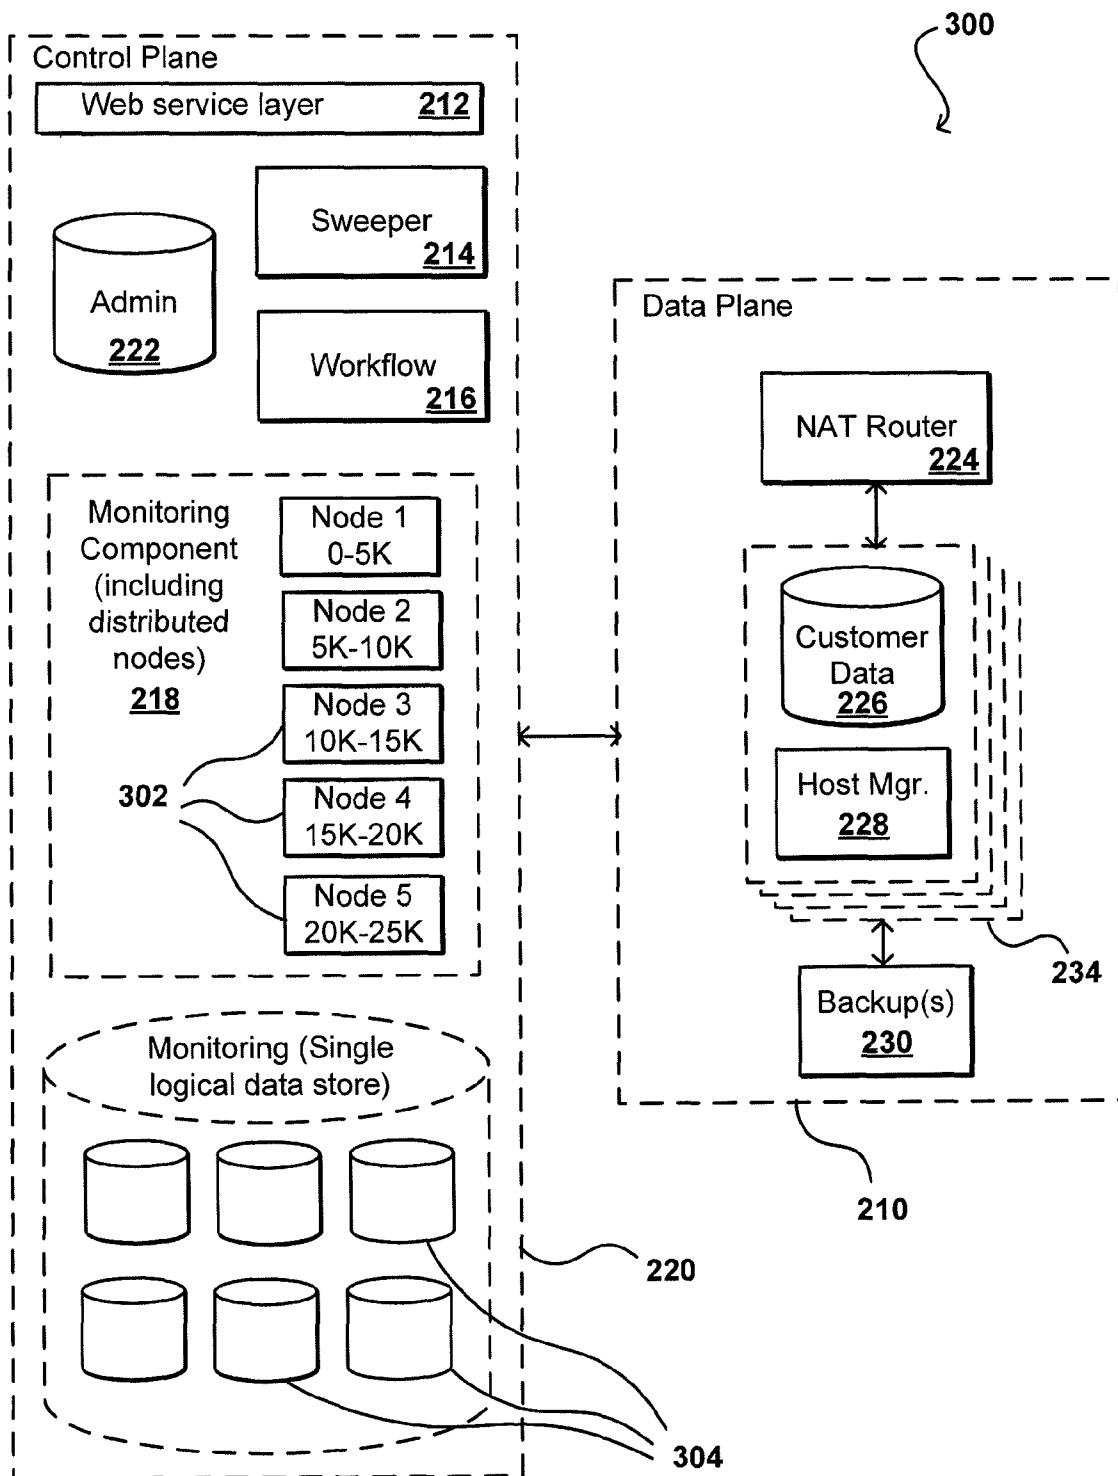 300
Control Plane
Web service layer 212
Sweeper
214
Admin
222
Workflow
216
Monitoring
Component
(including
distributed
nodes)
218
Node 1
0-5K
Node 2
5K-10K
Node 3
10K-15K
Node 4
15K-20K
Node 5
20K-25K
302
Monitoring (Single
logical data store)
220
304
Data Plane
NAT Router
224
Customer
Data
226
Host Mgr.
228
234
Backup(s)
230
210